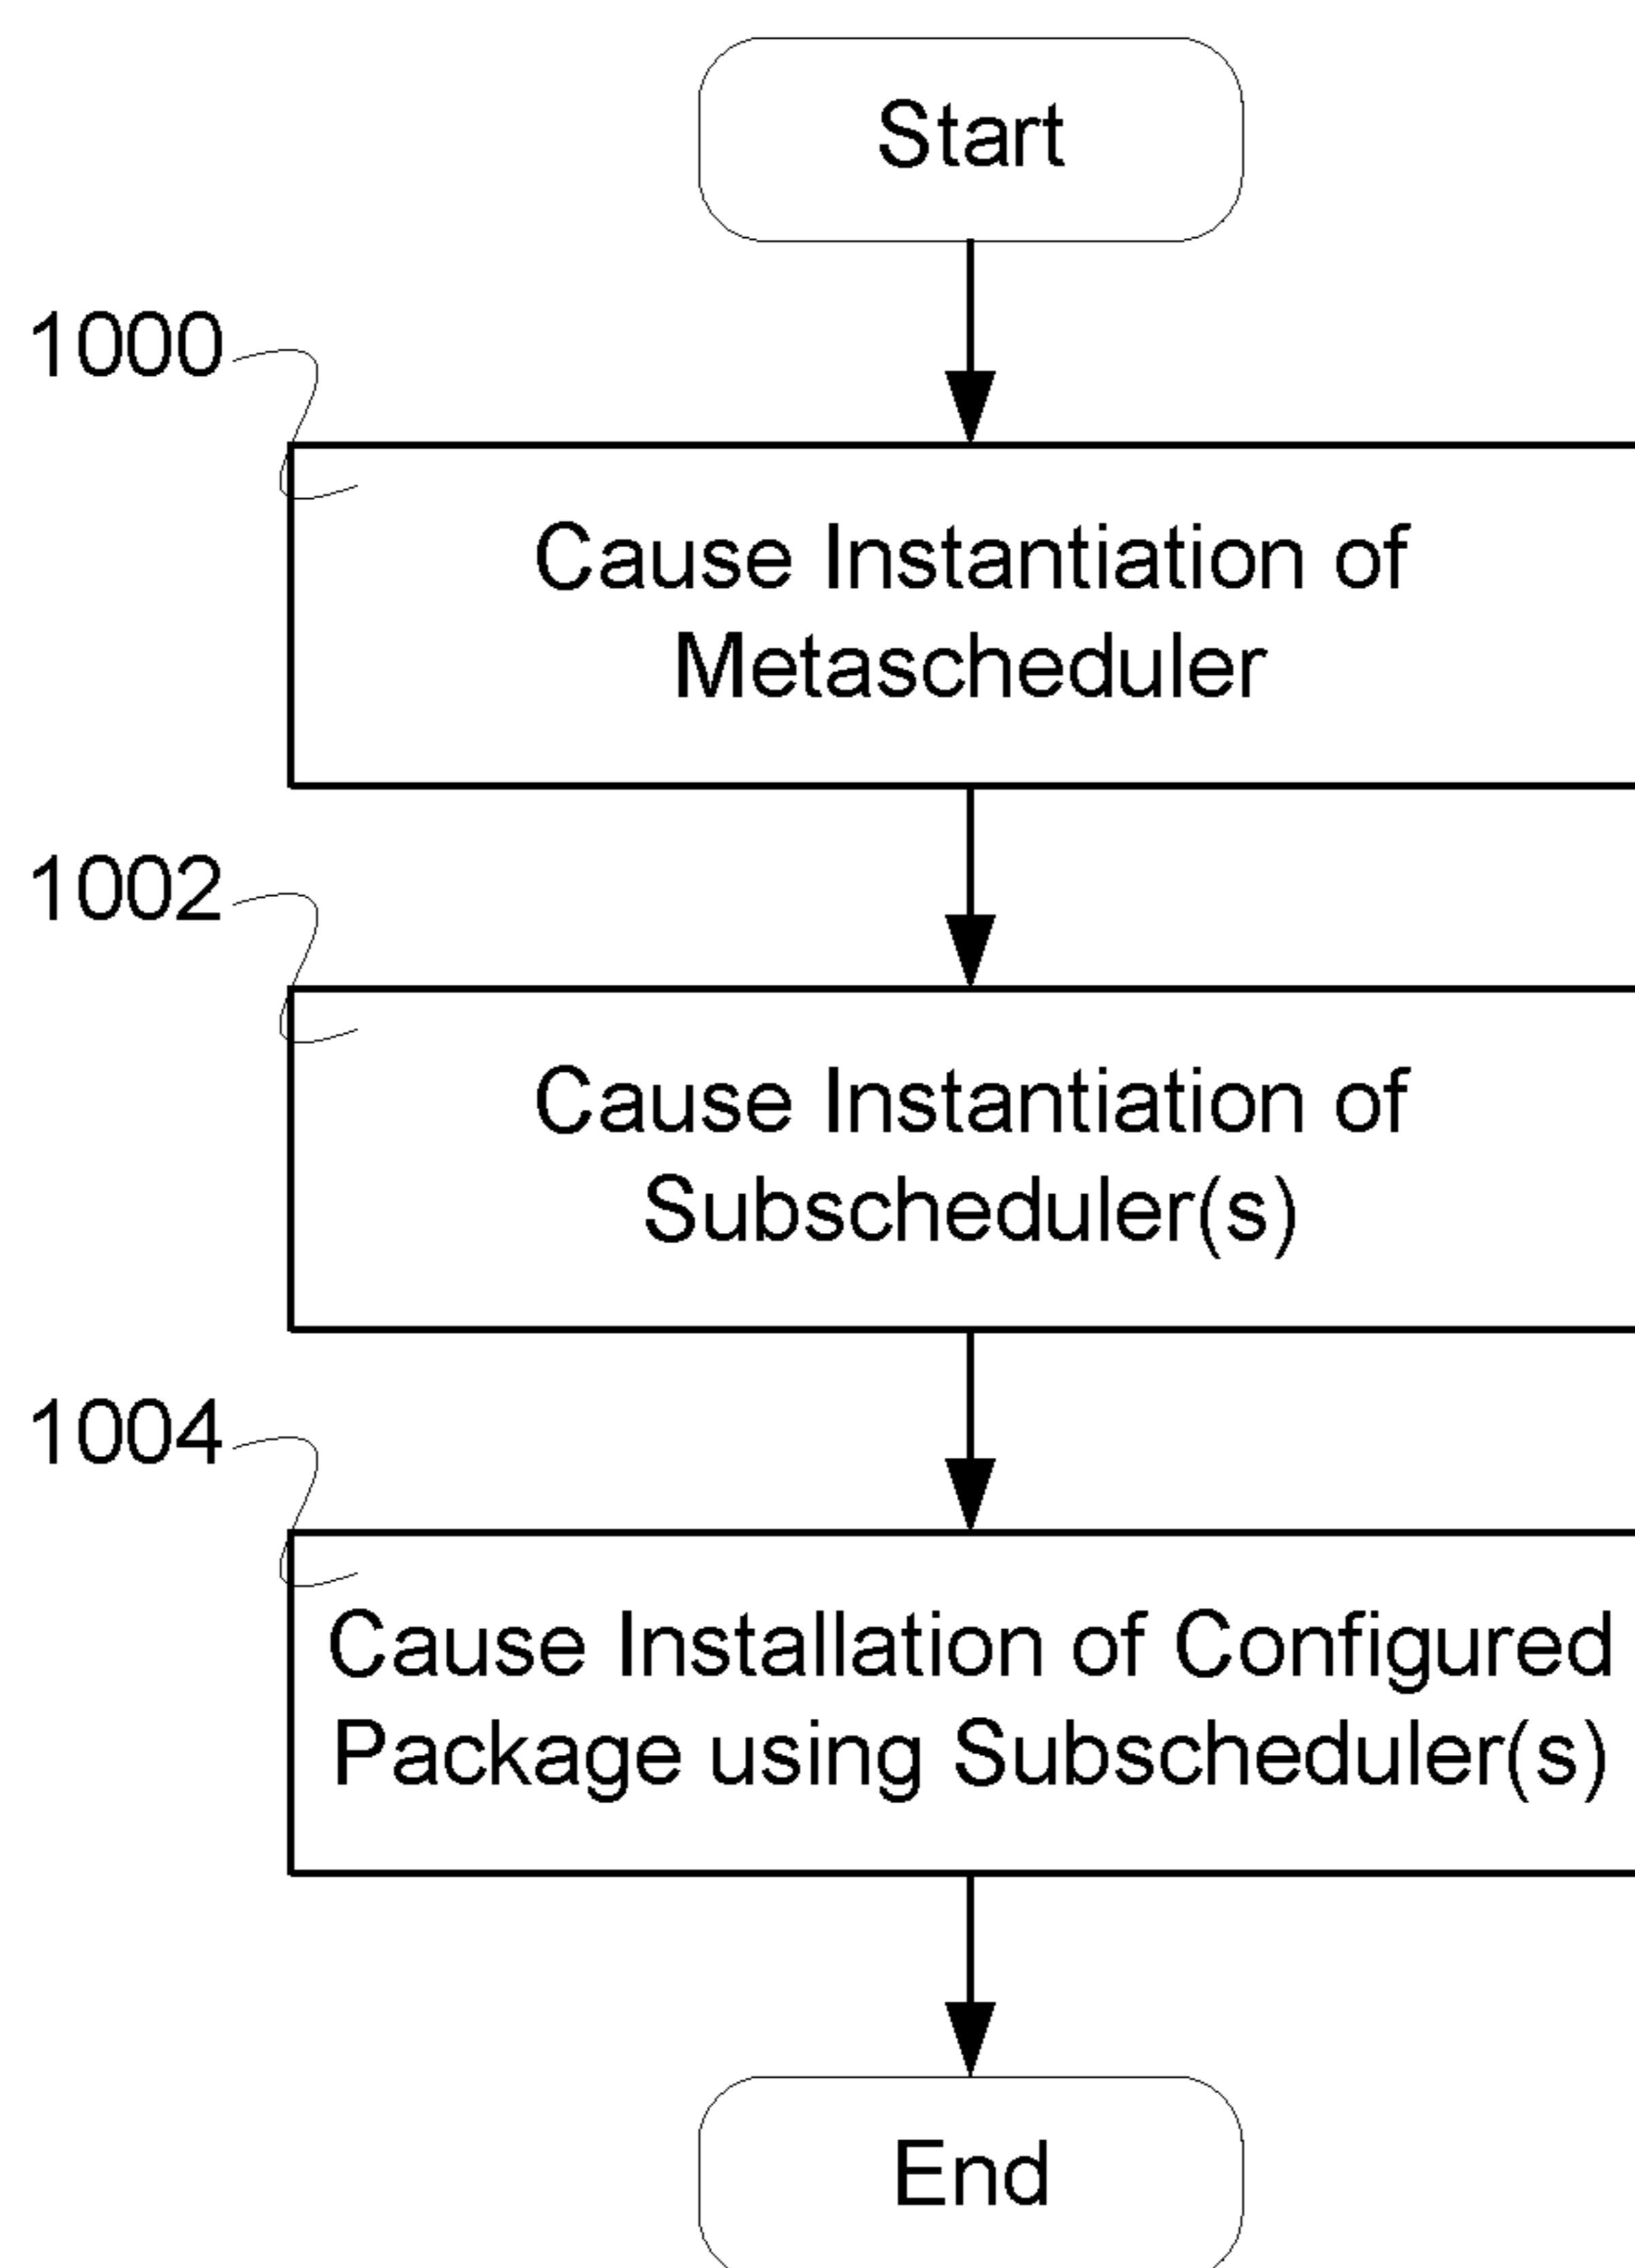 Start
1000
Cause Instantiation of
Metascheduler
1002
Cause Instantiation of
Subscheduler(s)
1004
Cause Installation of Configured
Package using Subscheduler(s)
End